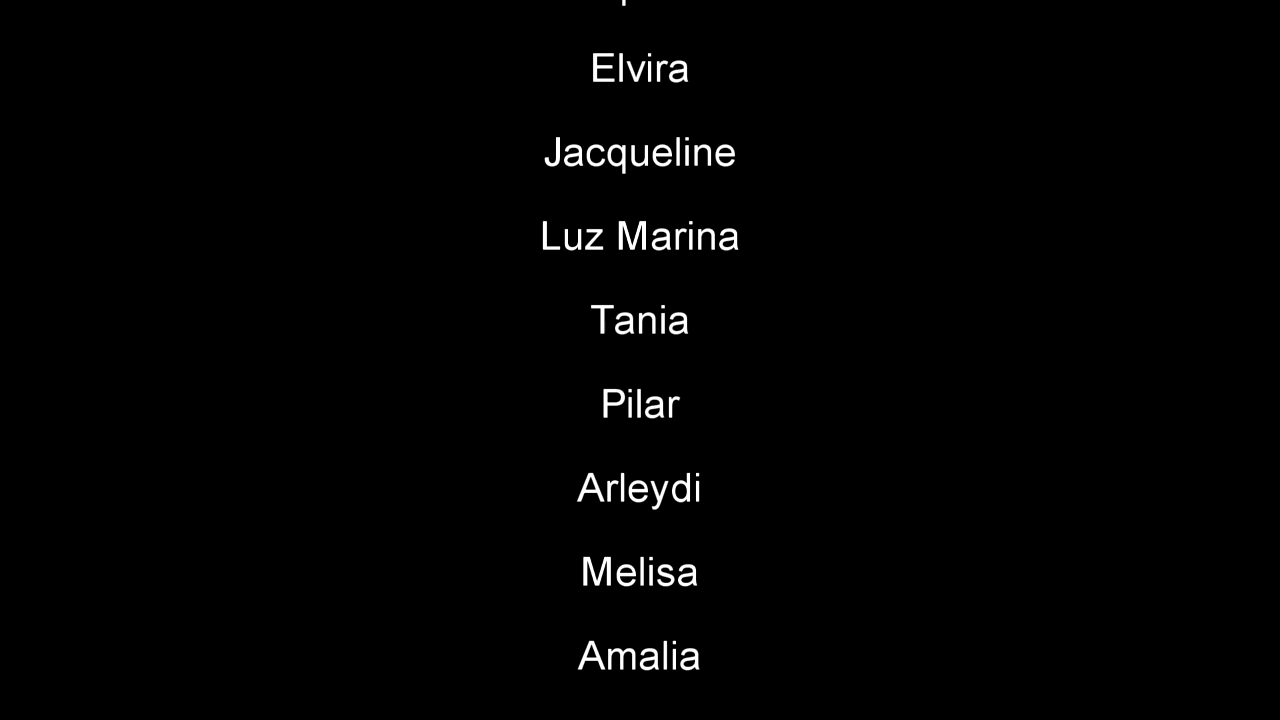 Elvira
Jacqueline
Luz Marina
Tania
Pilar
Arleydi
Melisa
Amalia